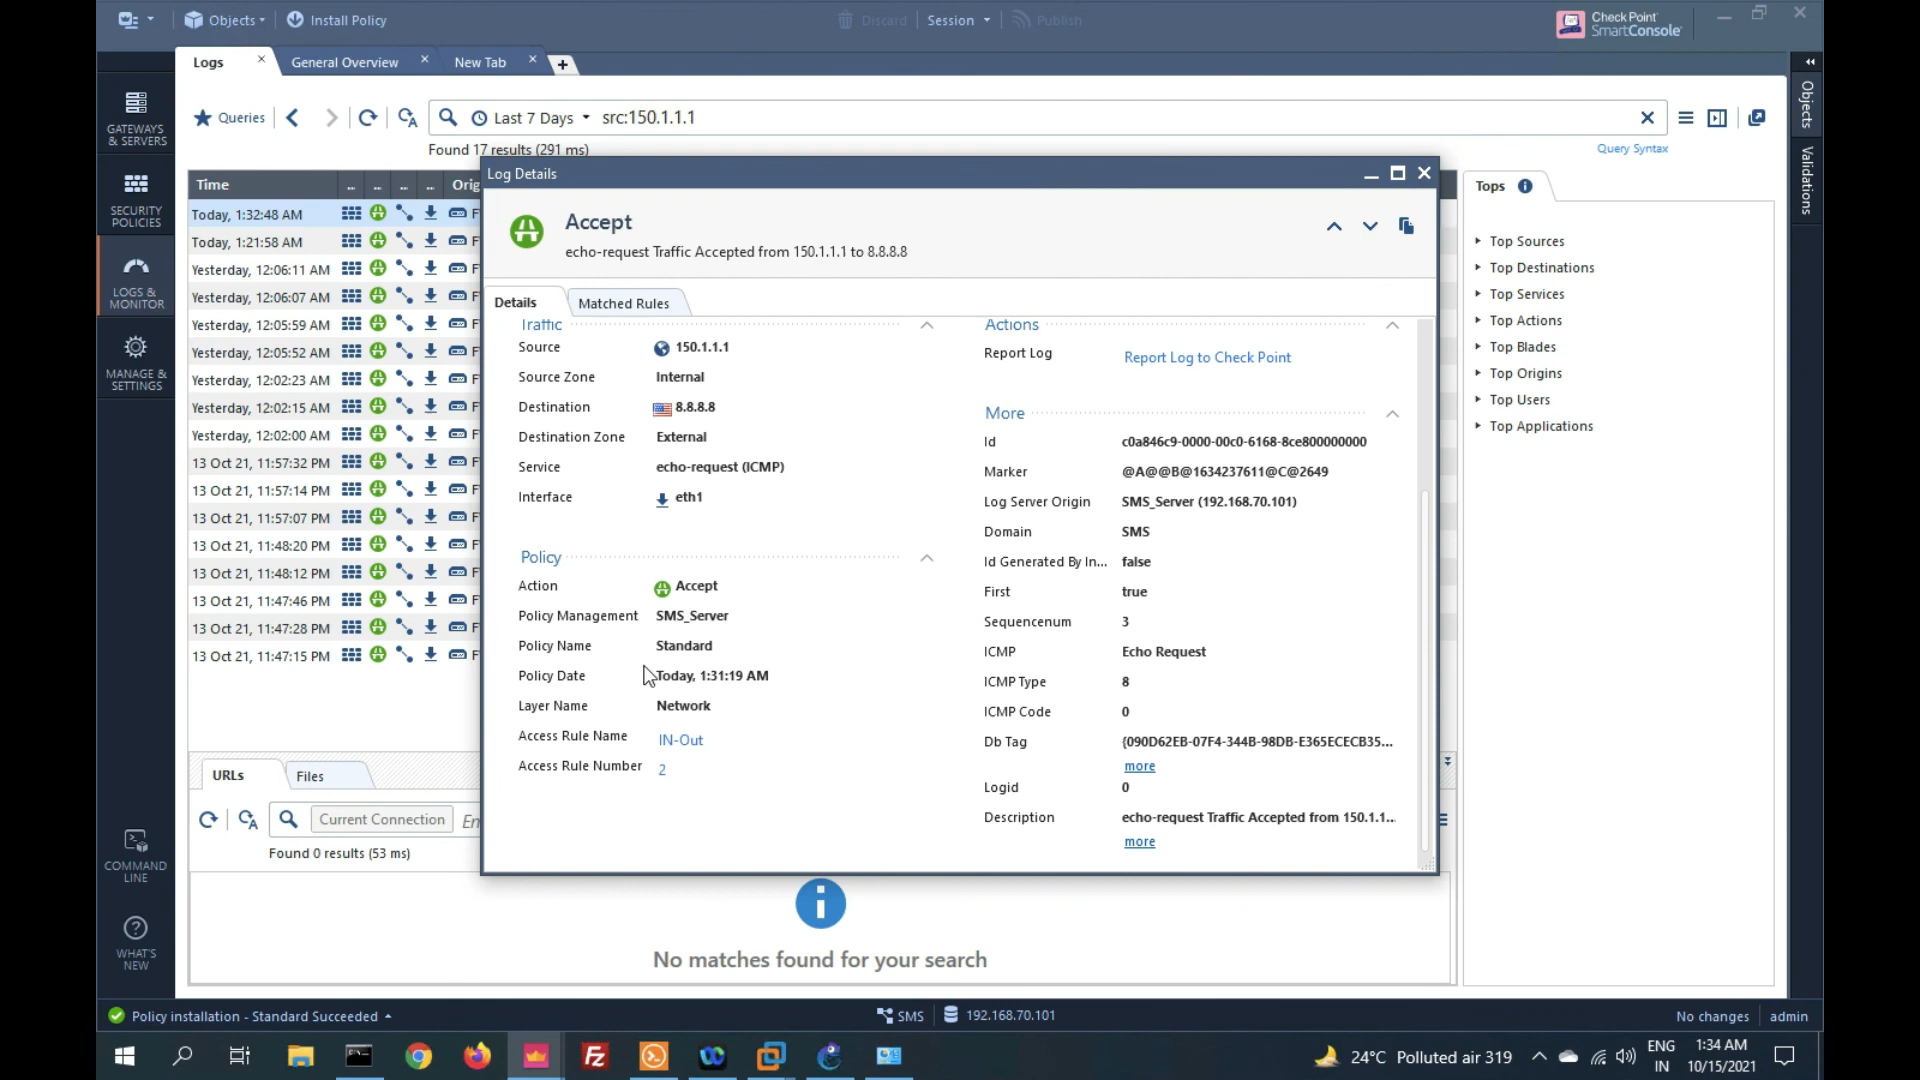 Objects
Install Policy
Discard
Session
Publish
Check Point
SmartConsole
Logs
General Overview
New Tab
Queries
Last 7 Days
src:150.1.1.1
Found 17 results (291 ms)
Query Syntax
GATEWAYS
& SERVERS
SECURITY
POLICIES
LOGS &
MONITOR
MANAGE &
SETTINGS
COMMAND
LINE
WHAT'S
NEW
Time
...
...
...
...
Orig
Today, 1:32:48 AM
Today, 1:21:58 AM
Yesterday, 12:06:11 AM
Yesterday, 12:06:07 AM
Yesterday, 12:05:59 AM
Yesterday, 12:05:52 AM
Yesterday, 12:02:23 AM
Yesterday, 12:02:15 AM
Yesterday, 12:02:00 AM
13 Oct 21, 11:57:32 PM
13 Oct 21, 11:57:14 PM
13 Oct 21, 11:57:07 PM
13 Oct 21, 11:48:20 PM
13 Oct 21, 11:48:12 PM
13 Oct 21, 11:47:46 PM
13 Oct 21, 11:47:28 PM
13 Oct 21, 11:47:15 PM
Log Details
Accept
echo-request Traffic Accepted from 150.1.1.1 to 8.8.8.8
Details
Matched Rules
Traffic
Source 150.1.1.1
Source Zone Internal
Destination 8.8.8.8
Destination Zone External
Service echo-request (ICMP)
Interface eth1
Policy
Action Accept
Policy Management SMS_Server
Policy Name Standard
Policy Date Today, 1:31:19 AM
Layer Name Network
Access Rule Name IN-Out
Access Rule Number 2
Actions
Report Log Report Log to Check Point
More
Id c0a846c9-0000-00c0-6168-8ce800000000
Marker @A@@B@1634237611@C@2649
Log Server Origin SMS_Server (192.168.70.101)
Domain SMS
Id Generated By In... false
First true
Sequencenum 3
ICMP Echo Request
ICMP Type 8
ICMP Code 0
Db Tag {090D62EB-07F4-344B-98DB-E365ECECB35...
more
Logid 0
Description echo-request Traffic Accepted from 150.1.1...
more
Tops
Top Sources
Top Destinations
Top Services
Top Actions
Top Blades
Top Origins
Top Users
Top Applications
Objects
Validations
URLs
Files
Current Connection
En
Found 0 results (53 ms)
No matches found for your search
Policy installation - Standard Succeeded
SMS
192.168.70.101
No changes
admin
24°C Polluted air 319
ENG
IN
1:34 AM
10/15/2021